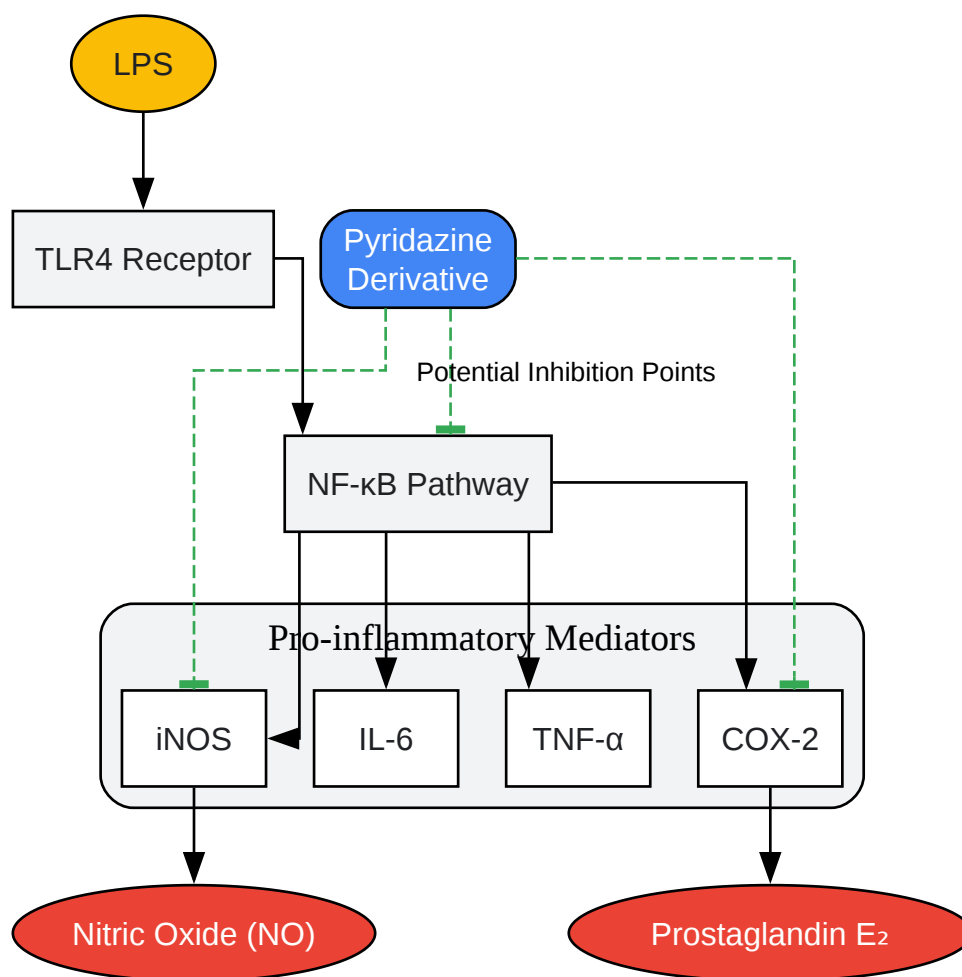 LPS
TLR4 Receptor
Pyridazine
Derivative
Potential Inhibition Points
NF-κB Pathway
Pro-inflammatory Mediators
iNOS
IL-6
TNF-α
COX-2
Nitric Oxide (NO)
Prostaglandin E₂